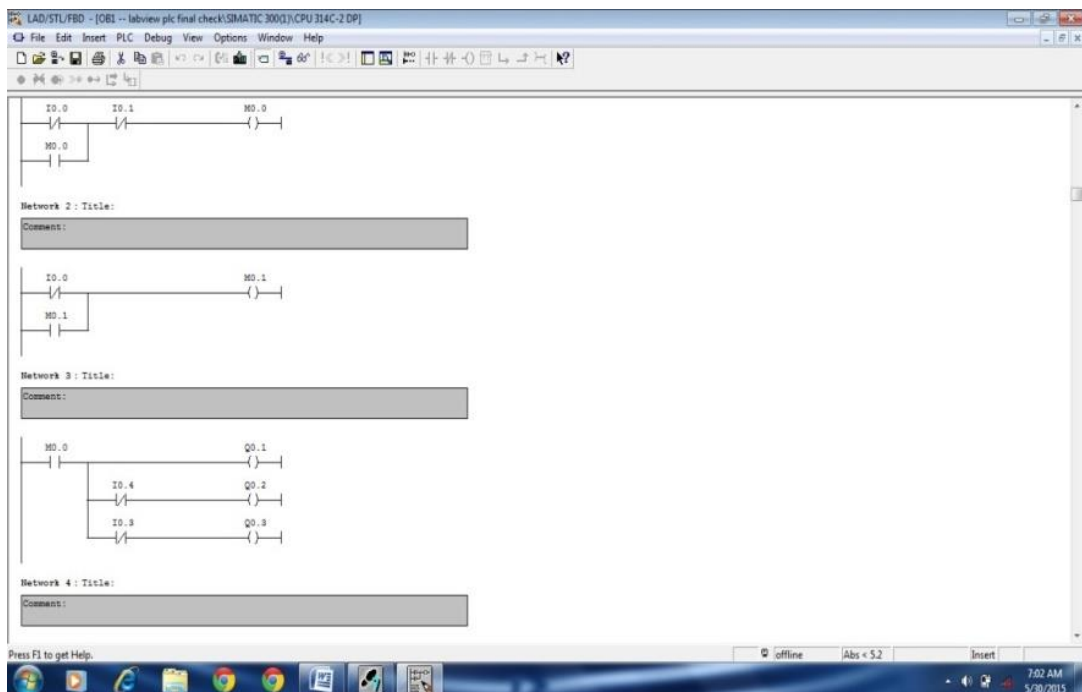 LAD/STL/FBD - [OB1 -- labview plc final check\SIMATIC 300(1)\CPU 314C-2 DP]
File Edit Insert PLC Debug View Options Window Help
I0.0 I0.1 M0.0
M0.0
Network 2 : Title:
Comment:
I0.0 M0.1
M0.1
Network 3 : Title:
Comment:
M0.0 Q0.1
I0.4 Q0.2
I0.3 Q0.3
Network 4 : Title:
Comment:
Press F1 to get Help.
offline Abs < 5.2 Insert
7:02 AM
5/30/2015